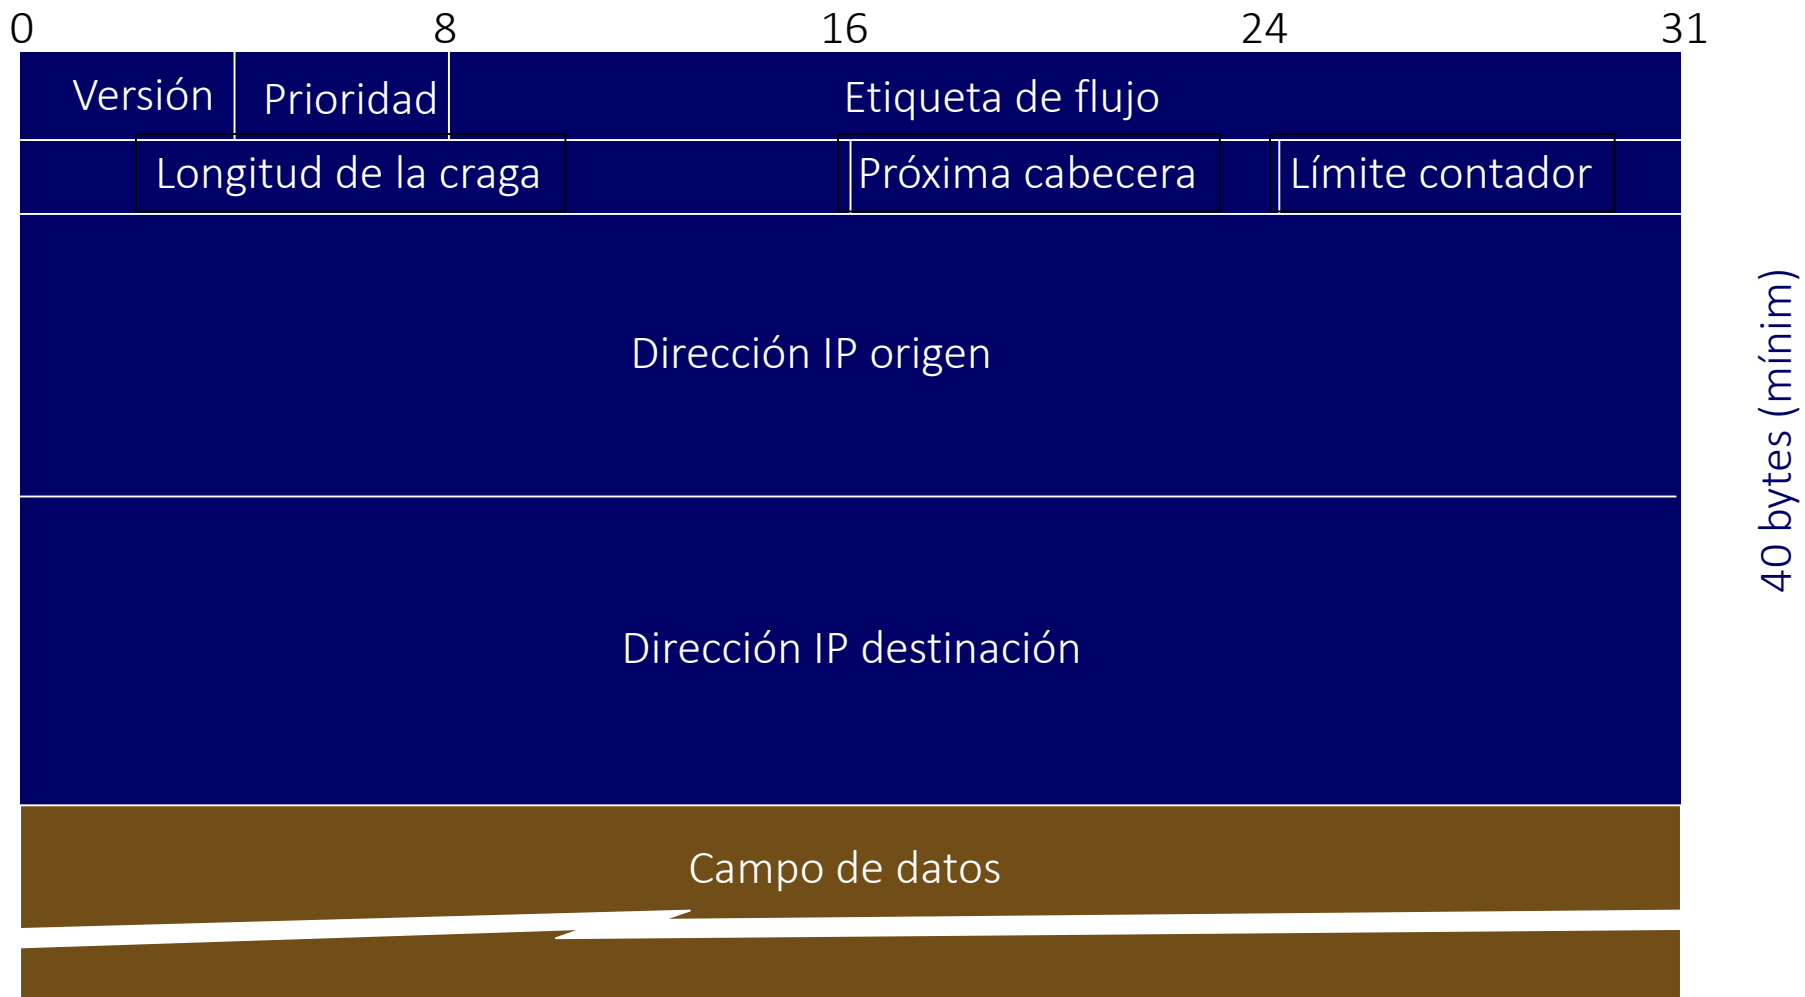 0 8 16 24 31
Versión Prioridad Etiqueta de flujo
Longitud de la craga Próxima cabecera Límite contador
Dirección IP origen
40 bytes (mínim)
Dirección IP destinación
Campo de datos